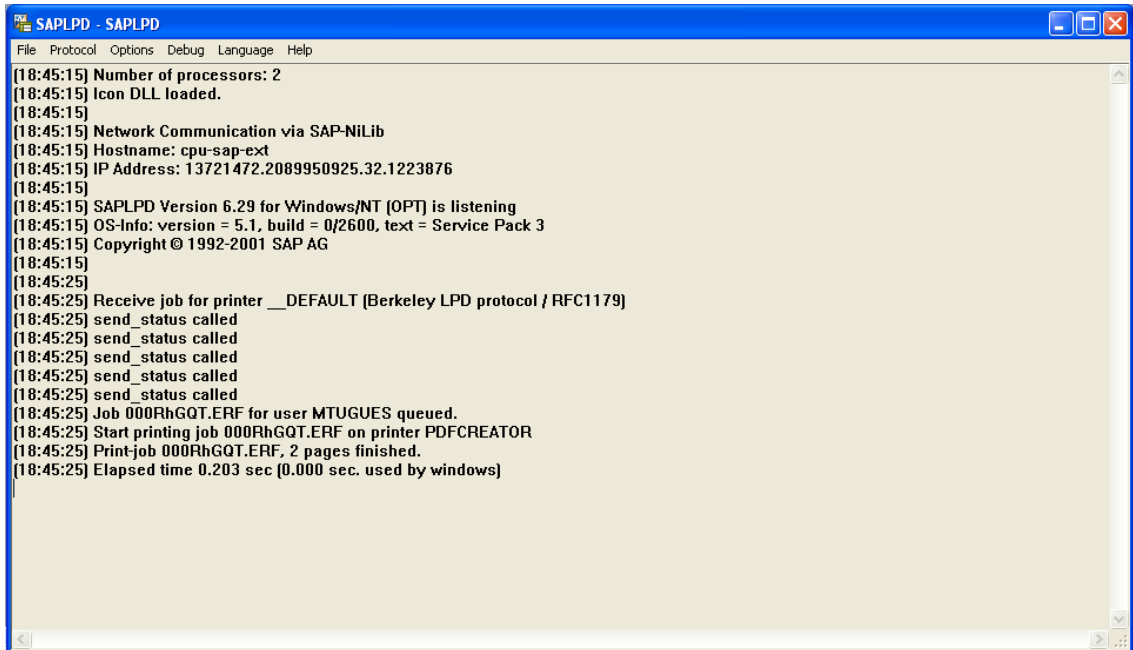 SAPLPD - SAPLPD
File Protocol Options Debug Language Help
[18:45:15] Number of processors: 2
[18:45:15] Icon DLL loaded.
[18:45:15]
[18:45:15] Network Communication via SAP-NiLib
[18:45:15] Hostname: cpu-sap-ext
[18:45:15] IP Address: 13721472.2089950925.32.1223876
[18:45:15]
[18:45:15] SAPLPD Version 6.29 for Windows/NT (OPT) is listening
[18:45:15] OS-Info: version = 5.1, build = 0/2600, text = Service Pack 3
[18:45:15] Copyright © 1992-2001 SAP AG
[18:45:15]
[18:45:25]
[18:45:25] Receive job for printer __DEFAULT (Berkeley LPD protocol / RFC1179)
[18:45:25] send_status called
[18:45:25] send_status called
[18:45:25] send_status called
[18:45:25] send_status called
[18:45:25] send_status called
[18:45:25] Job 000RhGQT.ERF for user MTUGUES queued.
[18:45:25] Start printing job 000RhGQT.ERF on printer PDFCREATOR
[18:45:25] Print-job 000RhGQT.ERF, 2 pages finished.
[18:45:25] Elapsed time 0.203 sec (0.000 sec. used by windows)